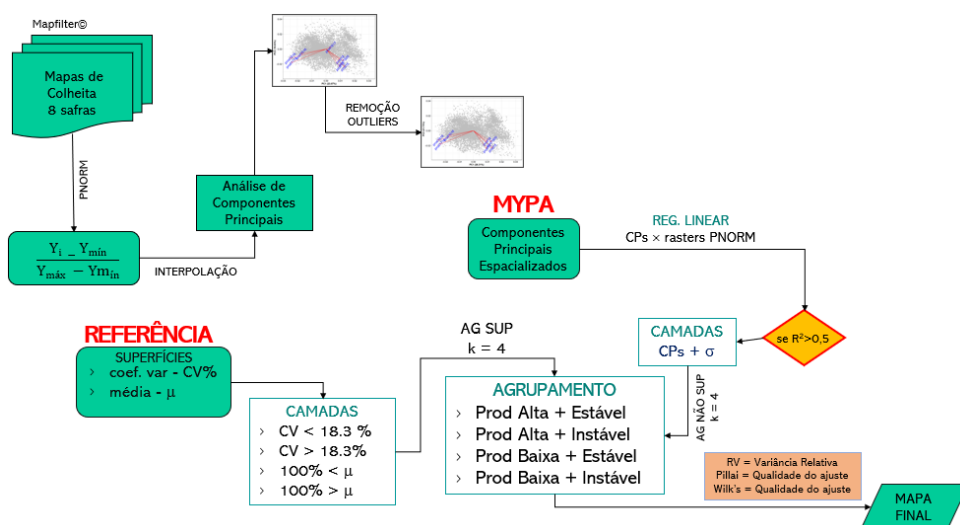 Mapfilter©
Mapas de
Colheita
8 safras
PNORM
Yi _ Ymín
Ymáx − Ymín
INTERPOLAÇÃO
Análise de
Componentes
Principais
REMOÇÃO
OUTLIERS
MYPA
Componentes
Principais
Espacializados
REG. LINEAR
CPs × rasters PNORM
se R²>0,5
CAMADAS
CPs + σ
AG NÃO SUP
k = 4
REFERÊNCIA
SUPERFÍCIES
› coef. var - CV%
› média - μ
CAMADAS
› CV < 18.3 %
› CV > 18.3%
› 100% < μ
› 100% > μ
AG SUP
k = 4
AGRUPAMENTO
› Prod Alta + Estável
› Prod Alta + Instável
› Prod Baixa + Estável
› Prod Baixa + Instável
RV = Variância Relativa
Pillai = Qualidade do ajuste
Wilk's = Qualidade do ajuste
MAPA
FINAL